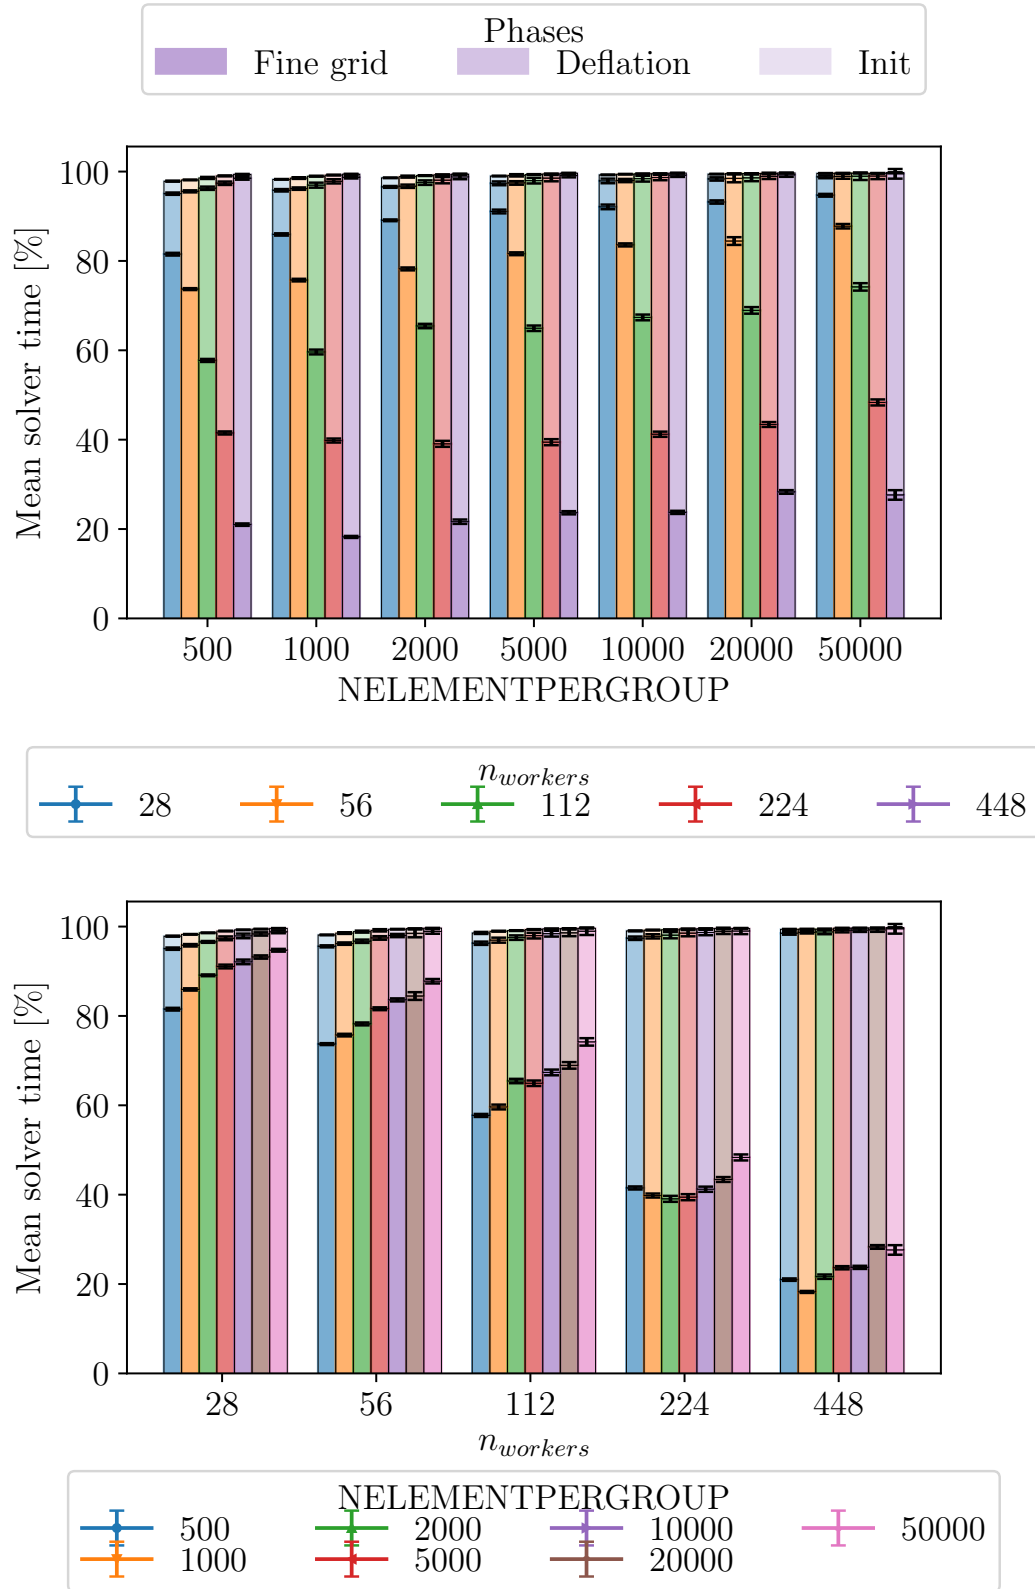 Phases
Fine grid Deflation Init
Mean solver time [%]
100
80
60
40
20
0
500 1000 2000 5000 10000 20000 50000
NELEMENTPERGROUP
n_workers
28 56 112 224 448
Mean solver time [%]
100
80
60
40
20
0
28 56 112 224 448
n_workers
NELEMENTPERGROUP
500 2000 10000 50000
1000 5000 20000